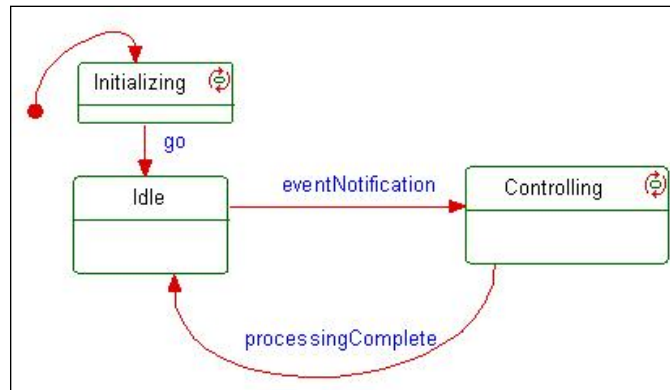 Initializing
go
Idle
eventNotification
Controlling
processingComplete